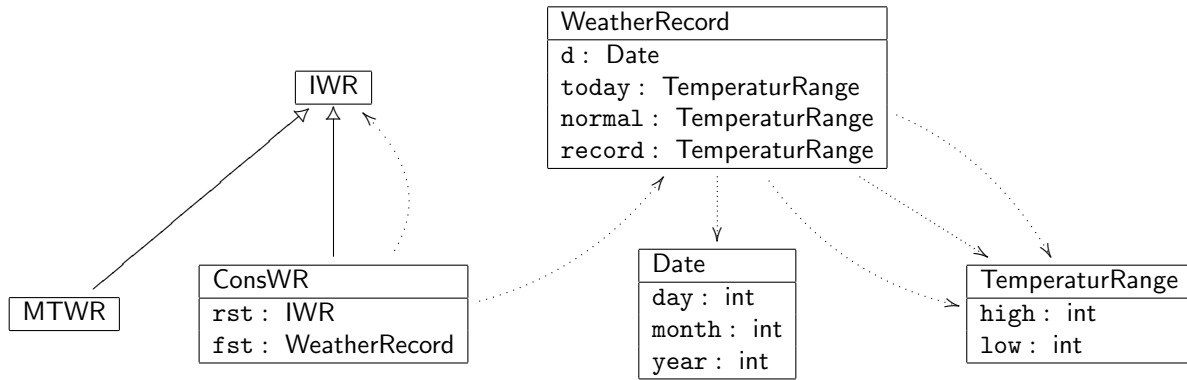 WeatherRecord
d : Date
today : TemperaturRange
normal : TemperaturRange
record : TemperaturRange
IWR
MTWR
ConsWR
rst : IWR
fst : WeatherRecord
Date
day : int
month : int
year : int
TemperaturRange
high : int
low : int